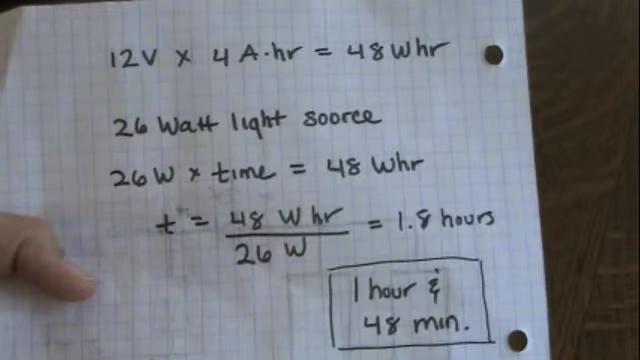 12V x 4 A·hr = 48 Whr
26 Watt light soorce
26 W x time = 48 Whr
t = 48 W hr / 26 W = 1.8 hours
1 hour &
48 min.